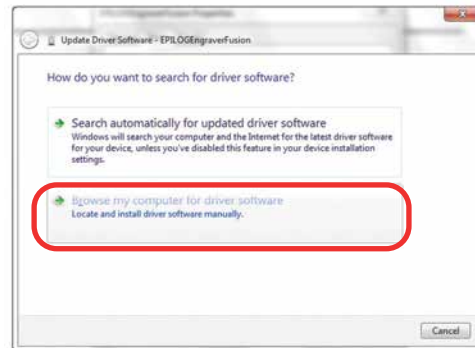 EPILOGEngraverFusion Properties
Update Driver Software - EPILOGEngraverFusion
How do you want to search for driver software?
Search automatically for updated driver software
Windows will search your computer and the Internet for the latest driver software
for your device, unless you've disabled this feature in your device installation
settings.
Browse my computer for driver software
Locate and install driver software manually.
Cancel